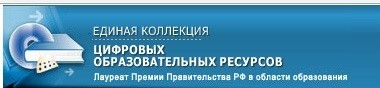 ЕДИНАЯ КОЛЛЕКЦИЯ
ЦИФРОВЫХ
ОБРАЗОВАТЕЛЬНЫХ РЕСУРСОВ
Лауреат Премии Правительства РФ в области образования